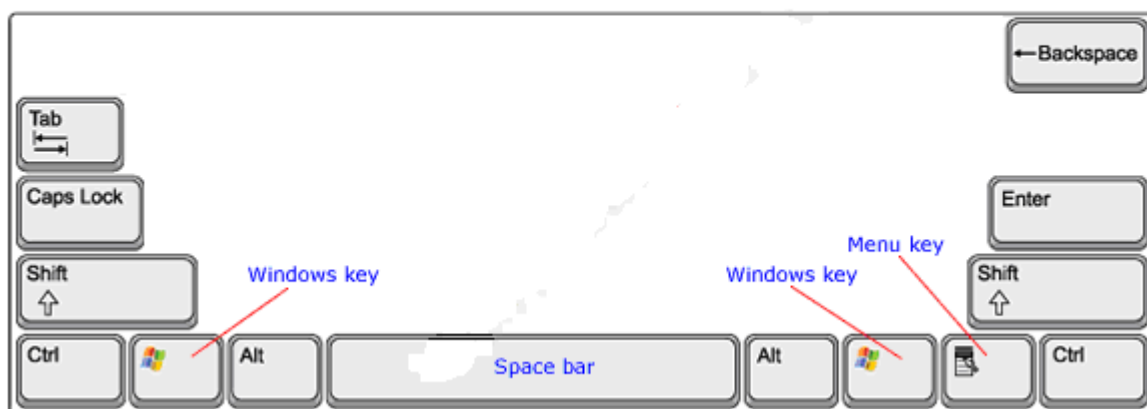 ←Backspace
Tab
Caps Lock
Enter
Menu key
Shift
Windows key
Windows key
Shift
Ctrl
Alt
Space bar
Alt
Ctrl